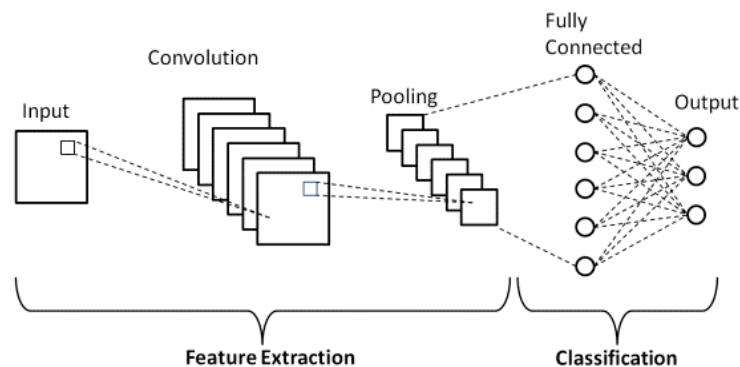 Input
Convolution
Pooling
Fully
Connected
Output
Feature Extraction
Classification